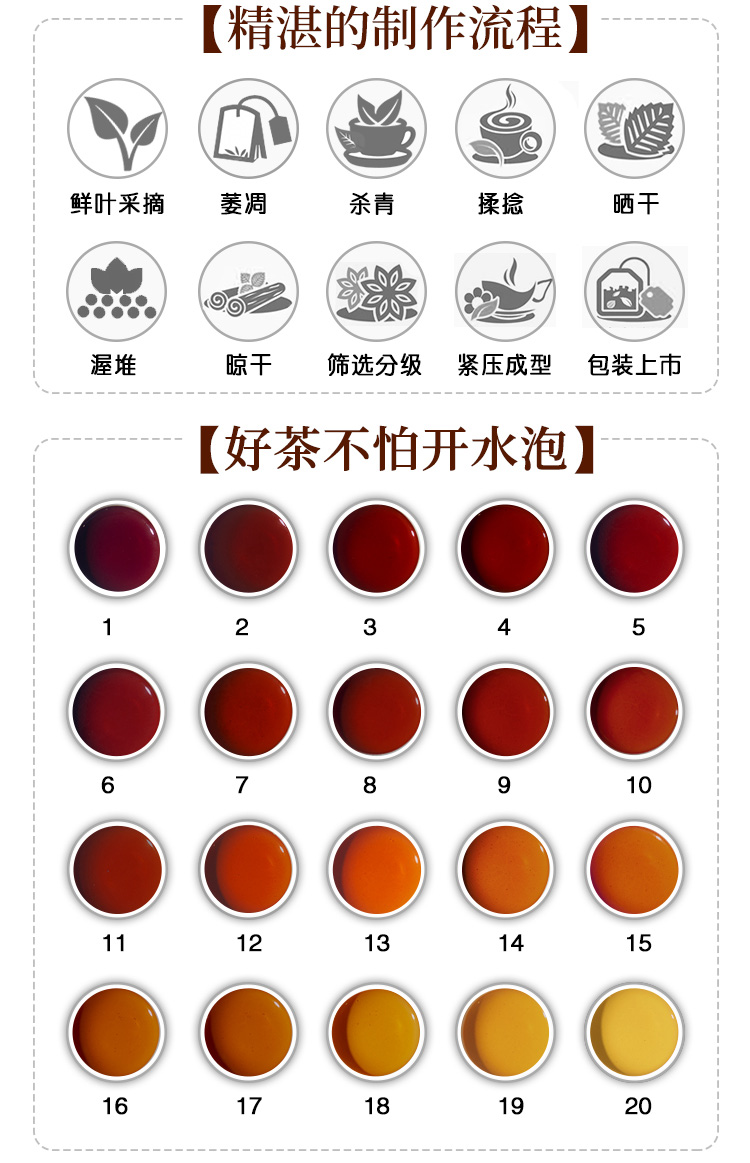 【精湛的制作流程】
鲜叶采摘 萎凋 杀青 揉捻 晒干
渥堆 晾干 筛选分级 紧压成型 包装上市
【好茶不怕开水泡】
1 2 3 4 5
6 7 8 9 10
11 12 13 14 15
16 17 18 19 20